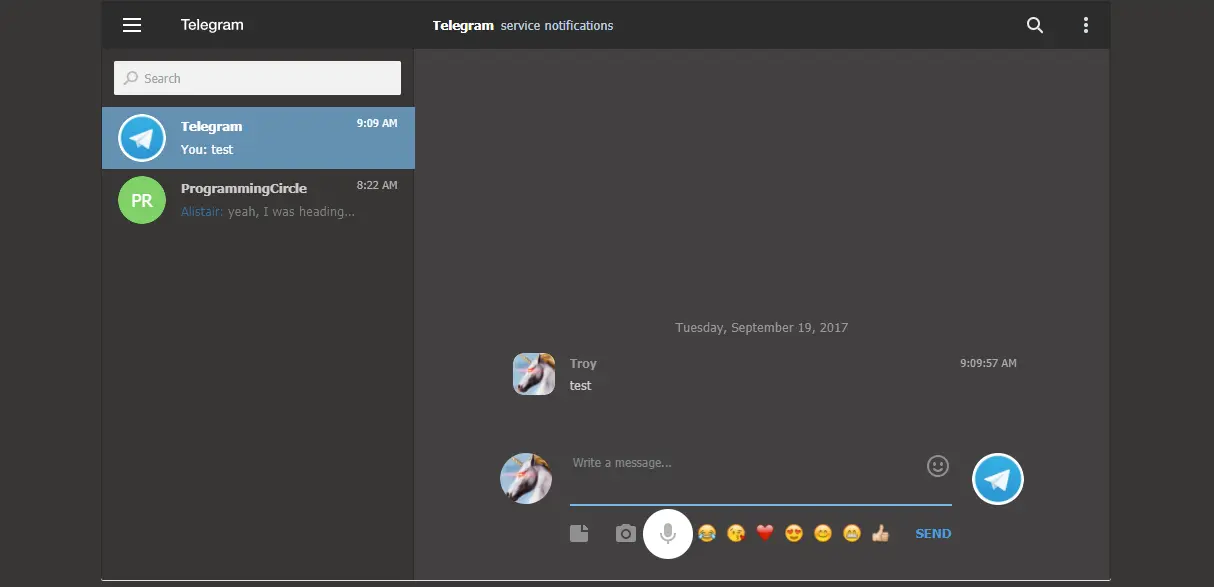 Telegram
Telegram service notifications
Search
Telegram 9:09 AM
You: test
PR
ProgrammingCircle 8:22 AM
Alistair: yeah, I was heading...
Tuesday, September 19, 2017
Troy 9:09:57 AM
test
Write a message...
SEND